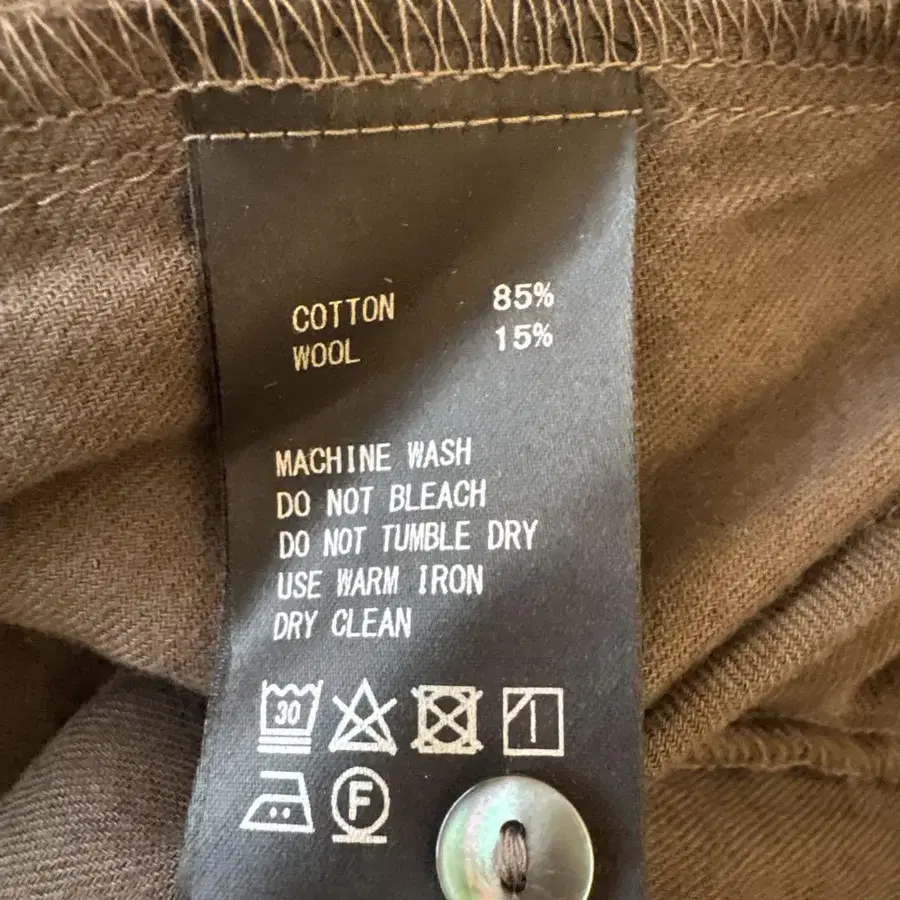 COTTON 85%
WOOL 15%
MACHINE WASH
DO NOT BLEACH
DO NOT TUMBLE DRY
USE WARM IRON
DRY CLEAN
30
F